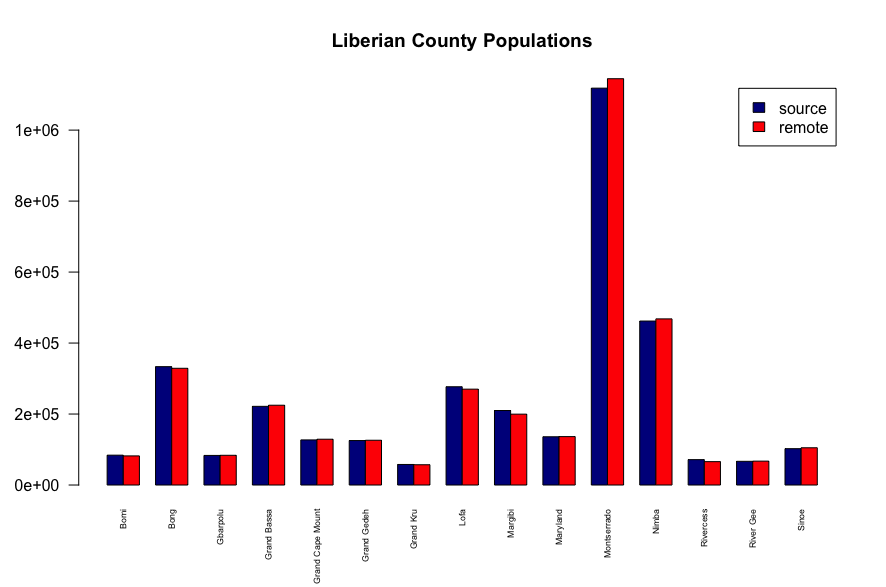 Liberian County Populations
source
remote
1e+06
8e+05
6e+05
4e+05
2e+05
0e+00
Bomi
Bong
Gbarpolu
Grand Bassa
Grand Cape Mount
Grand Gedeh
Grand Kru
Lofa
Margibi
Maryland
Montserrado
Nimba
Rivercess
River Gee
Sinoe